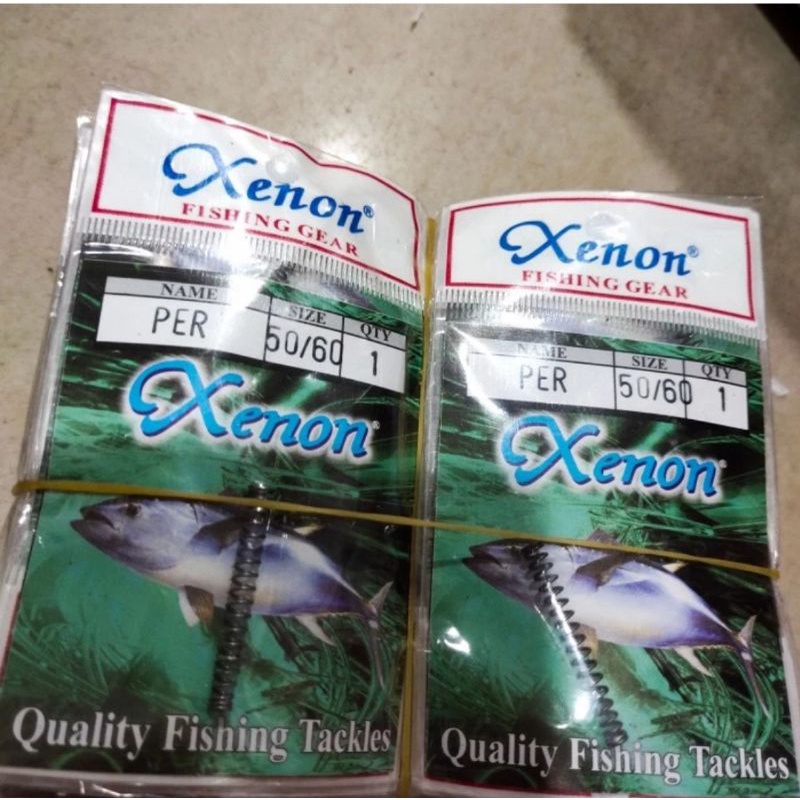 Xenon®
FISHING GEAR
NAME SIZE QTY
PER 50/60 1
Xenon
Quality Fishing Tackles
Xenon®
FISHING GEAR
NAME SIZE QTY
PER 50/60 1
Xenon
Quality Fishing Tackles